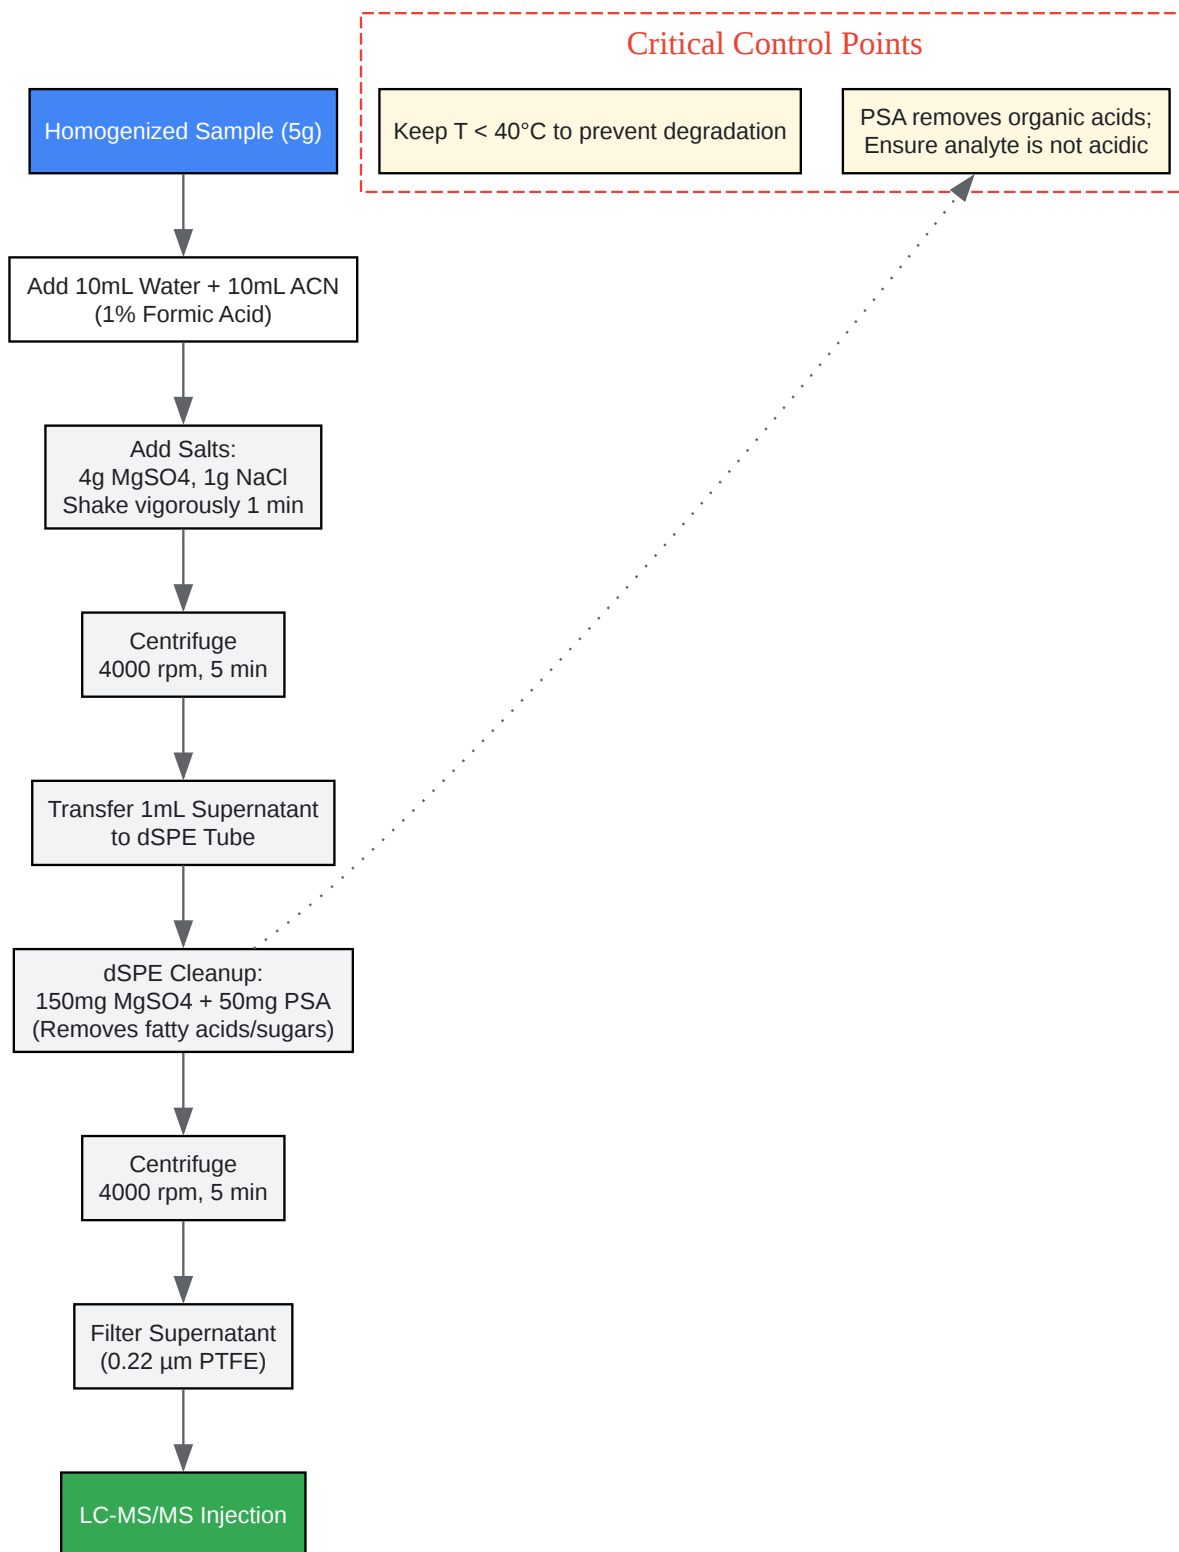 Critical Control Points
Homogenized Sample (5g)
Keep T < 40°C to prevent degradation
PSA removes organic acids;
Ensure analyte is not acidic
Add 10mL Water + 10mL ACN
(1% Formic Acid)
Add Salts:
4g MgSO4, 1g NaCl
Shake vigorously 1 min
Centrifuge
4000 rpm, 5 min
Transfer 1mL Supernatant
to dSPE Tube
dSPE Cleanup:
150mg MgSO4 + 50mg PSA
(Removes fatty acids/sugars)
Centrifuge
4000 rpm, 5 min
Filter Supernatant
(0.22 µm PTFE)
LC-MS/MS Injection